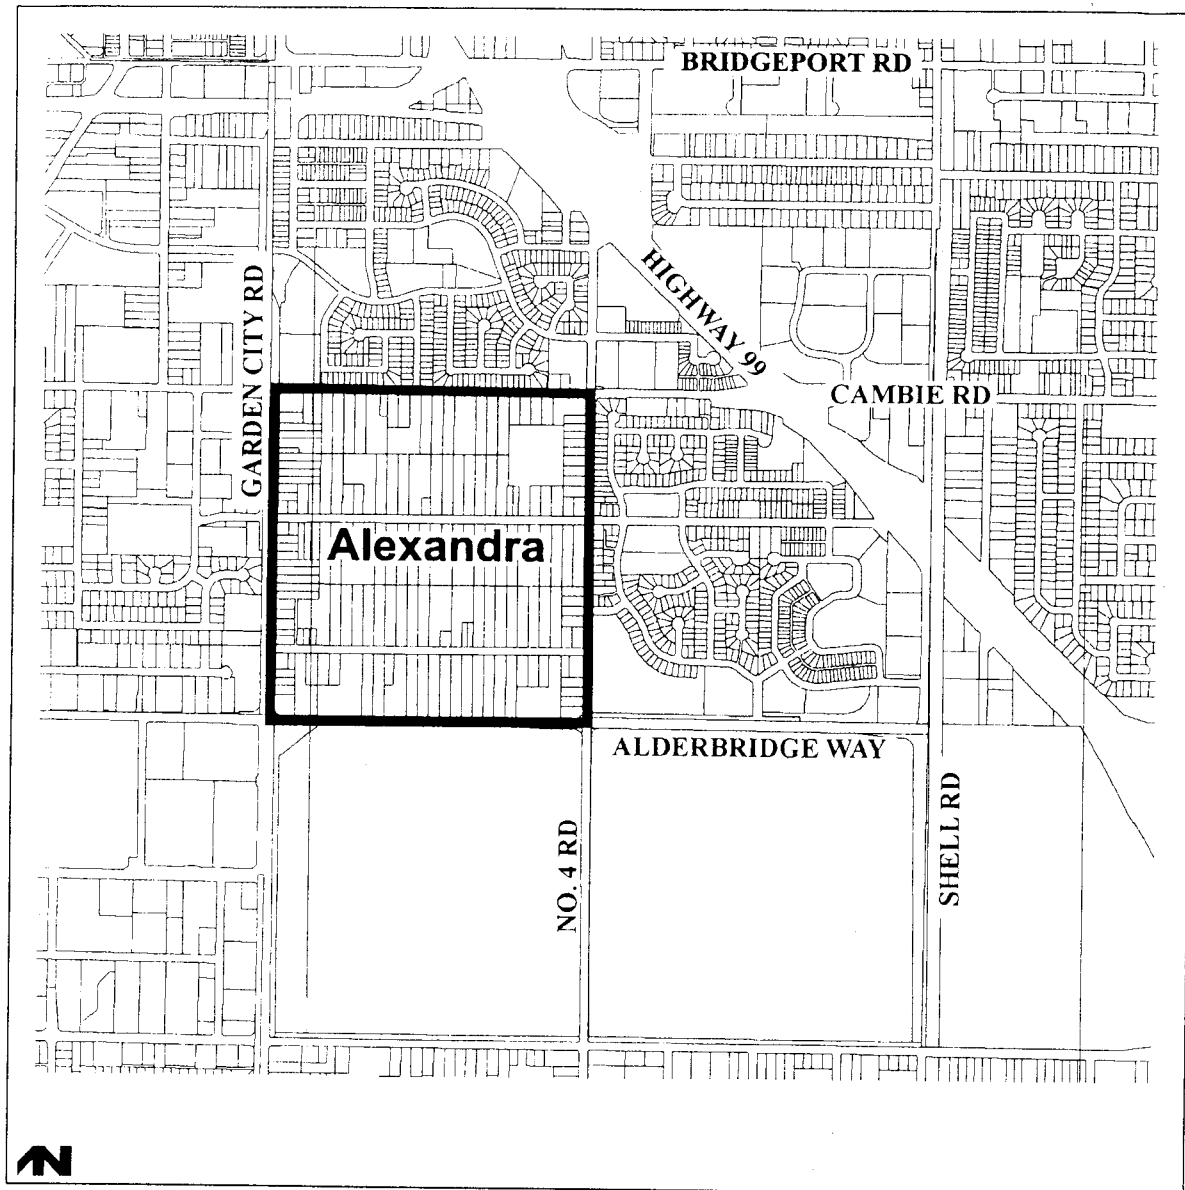 BRIDGEPORT RD
HIGHWAY 99
GARDEN CITY RD
CAMBIE RD
Alexandra
ALDERBRIDGE WAY
NO. 4 RD
SHELL RD
N